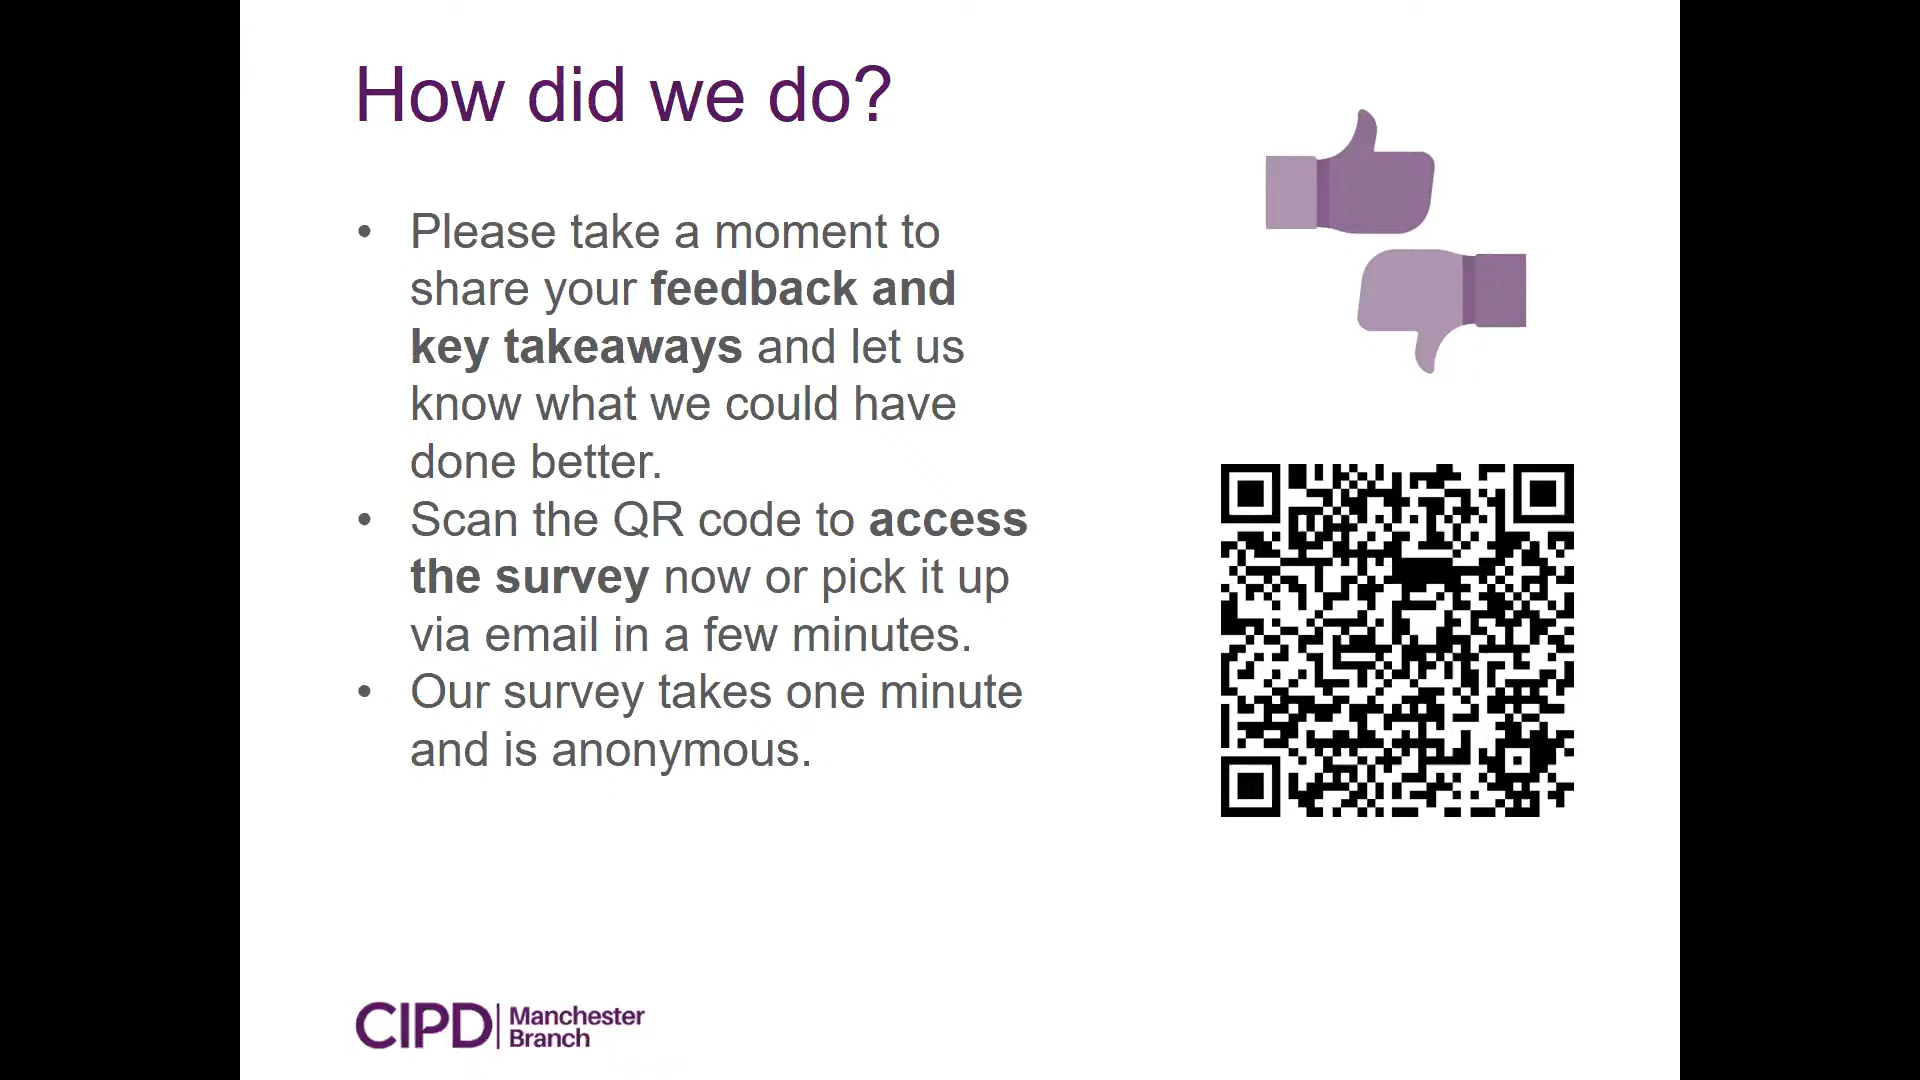 How did we do?
• Please take a moment to
share your feedback and
key takeaways and let us
know what we could have
done better.
• Scan the QR code to access
the survey now or pick it up
via email in a few minutes.
• Our survey takes one minute
and is anonymous.
CIPD Manchester
Branch